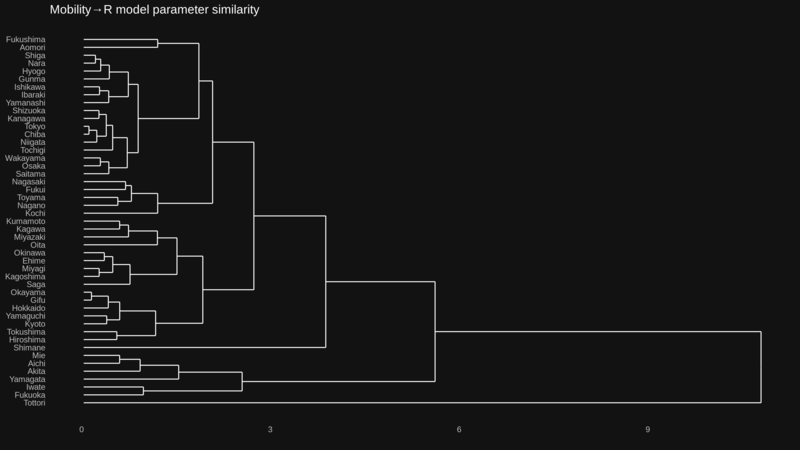 Mobility→R model parameter similarity
Fukushima
Aomori
Shiga
Nara
Hyogo
Gunma
Ishikawa
Ibaraki
Yamanashi
Shizuoka
Kanagawa
Tokyo
Chiba
Niigata
Tochigi
Wakayama
Osaka
Saitama
Nagasaki
Fukui
Toyama
Nagano
Kochi
Kumamoto
Kagawa
Miyazaki
Oita
Okinawa
Ehime
Miyagi
Kagoshima
Saga
Okayama
Gifu
Hokkaido
Yamaguchi
Kyoto
Tokushima
Hiroshima
Shimane
Mie
Aichi
Akita
Yamagata
Iwate
Fukuoka
Tottori
0 3 6 9